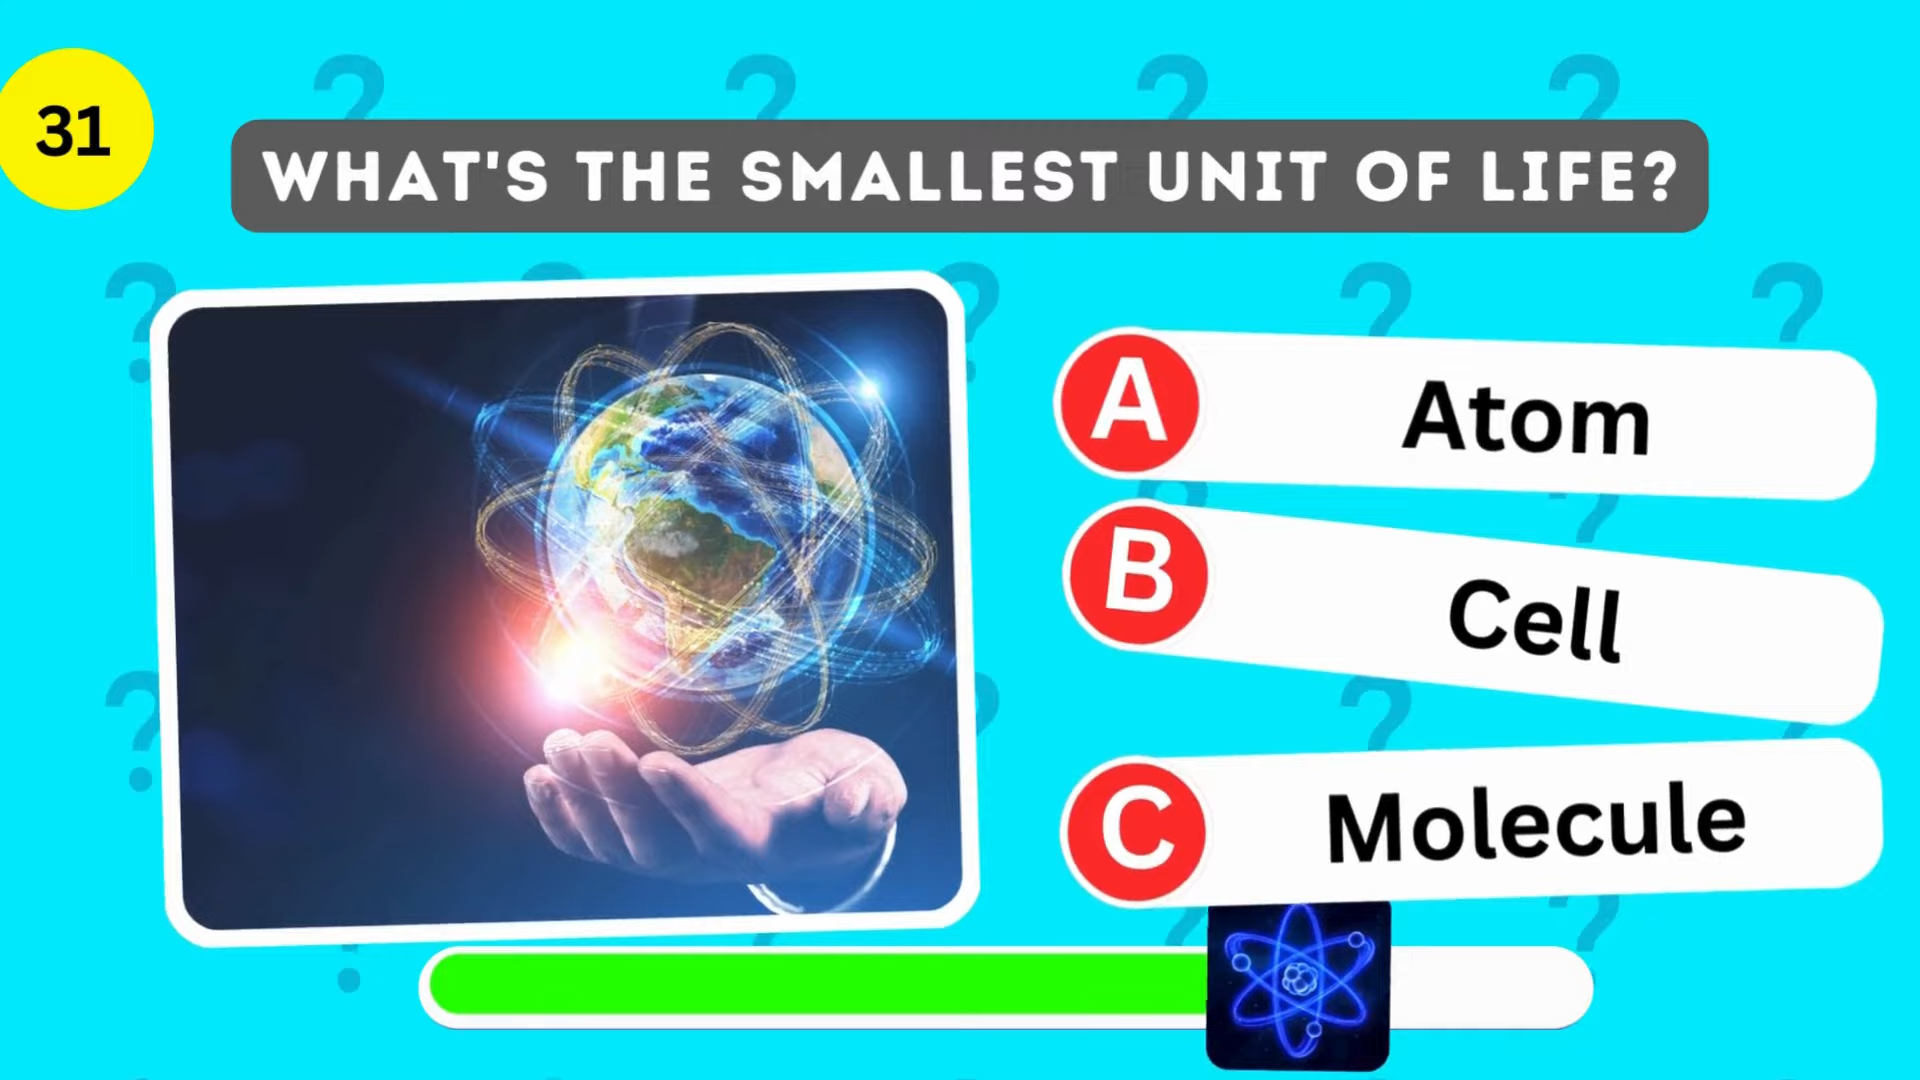 31
WHAT'S THE SMALLEST UNIT OF LIFE?
A Atom
B Cell
C Molecule